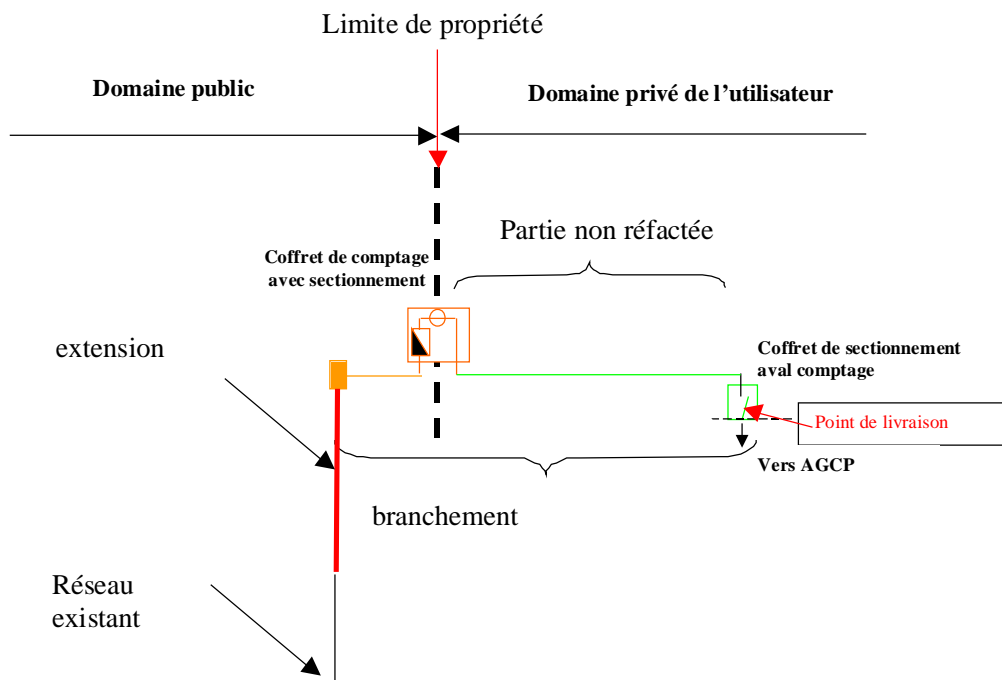 Limite de propriété
Domaine public
Domaine privé de l’utilisateur
Partie non réfactée
Coffret de comptage
avec sectionnement
extension
Coffret de sectionnement
aval comptage
Point de livraison
Vers AGCP
branchement
Réseau
existant